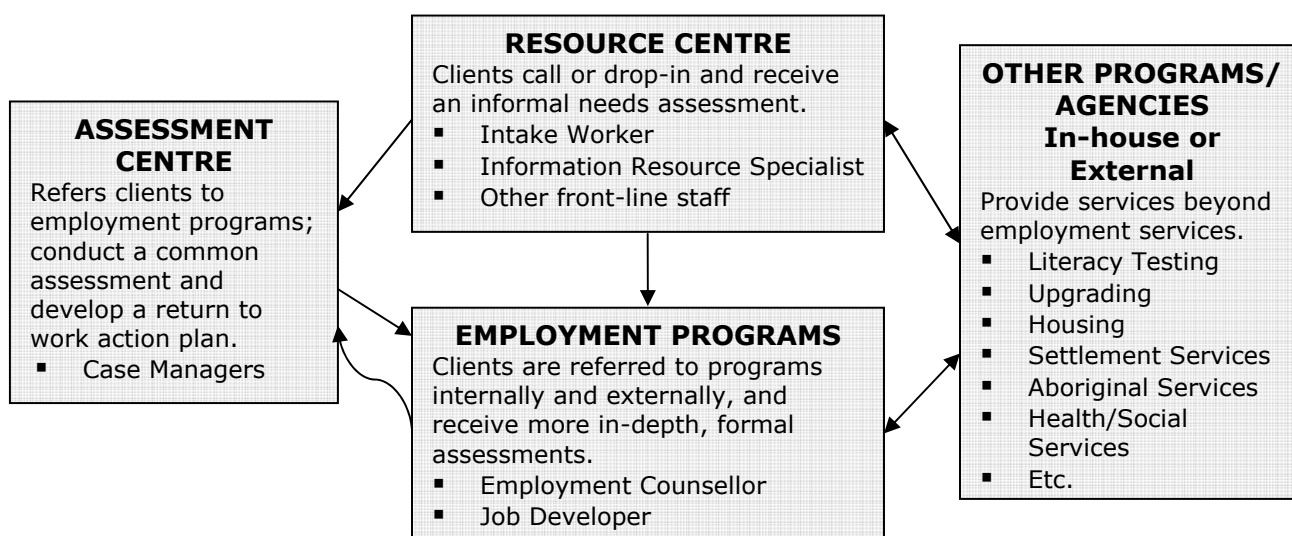 RESOURCE CENTRE
Clients call or drop-in and receive
an informal needs assessment.
▪ Intake Worker
▪ Information Resource Specialist
▪ Other front-line staff
ASSESSMENT
CENTRE
Refers clients to
employment programs;
conduct a common
assessment and
develop a return to
work action plan.
▪ Case Managers
EMPLOYMENT PROGRAMS
Clients are referred to programs
internally and externally, and
receive more in-depth, formal
assessments.
▪ Employment Counsellor
▪ Job Developer
OTHER PROGRAMS/
AGENCIES
In-house or
External
Provide services beyond
employment services.
▪ Literacy Testing
▪ Upgrading
▪ Housing
▪ Settlement Services
▪ Aboriginal Services
▪ Health/Social
Services
▪ Etc.